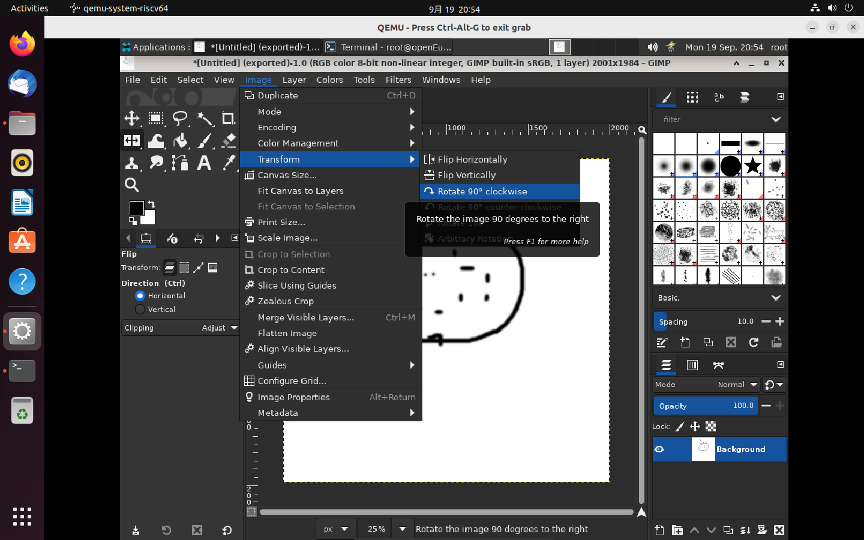 Activities
qemu-system-riscv64
9月 19 20:54
QEMU - Press Ctrl-Alt-G to exit grab
Applications
*[Untitled] (exported)-1...
Terminal - root@openEu...
Mon 19 Sep, 20:54
root
*[Untitled] (exported)-1.0 (RGB color 8-bit non-linear integer, GIMP built-in sRGB, 1 layer) 2001x1984 – GIMP
File Edit Select View Image Layer Colors Tools Filters Windows Help
Duplicate Ctrl+D
Mode
Encoding
Color Management
Transform
Canvas Size...
Fit Canvas to Layers
Fit Canvas to Selection
Print Size...
Scale Image...
Crop to Selection
Crop to Content
Slice Using Guides
Zealous Crop
Merge Visible Layers... Ctrl+M
Flatten Image
Align Visible Layers...
Guides
Configure Grid...
Image Properties Alt+Return
Metadata
Flip Horizontally
Flip Vertically
Rotate 90° clockwise
Rotate 90° counter-clockwise
Rotate the image 90 degrees to the right
Press F1 for more help
1000 1500 2000
Flip
Transform:
Direction (Ctrl)
Horizontal
Vertical
Clipping Adjust
filter
Basic.
Spacing 10.0
Mode Normal
Opacity 100.0
Lock:
Background
px 25 % Rotate the image 90 degrees to the right